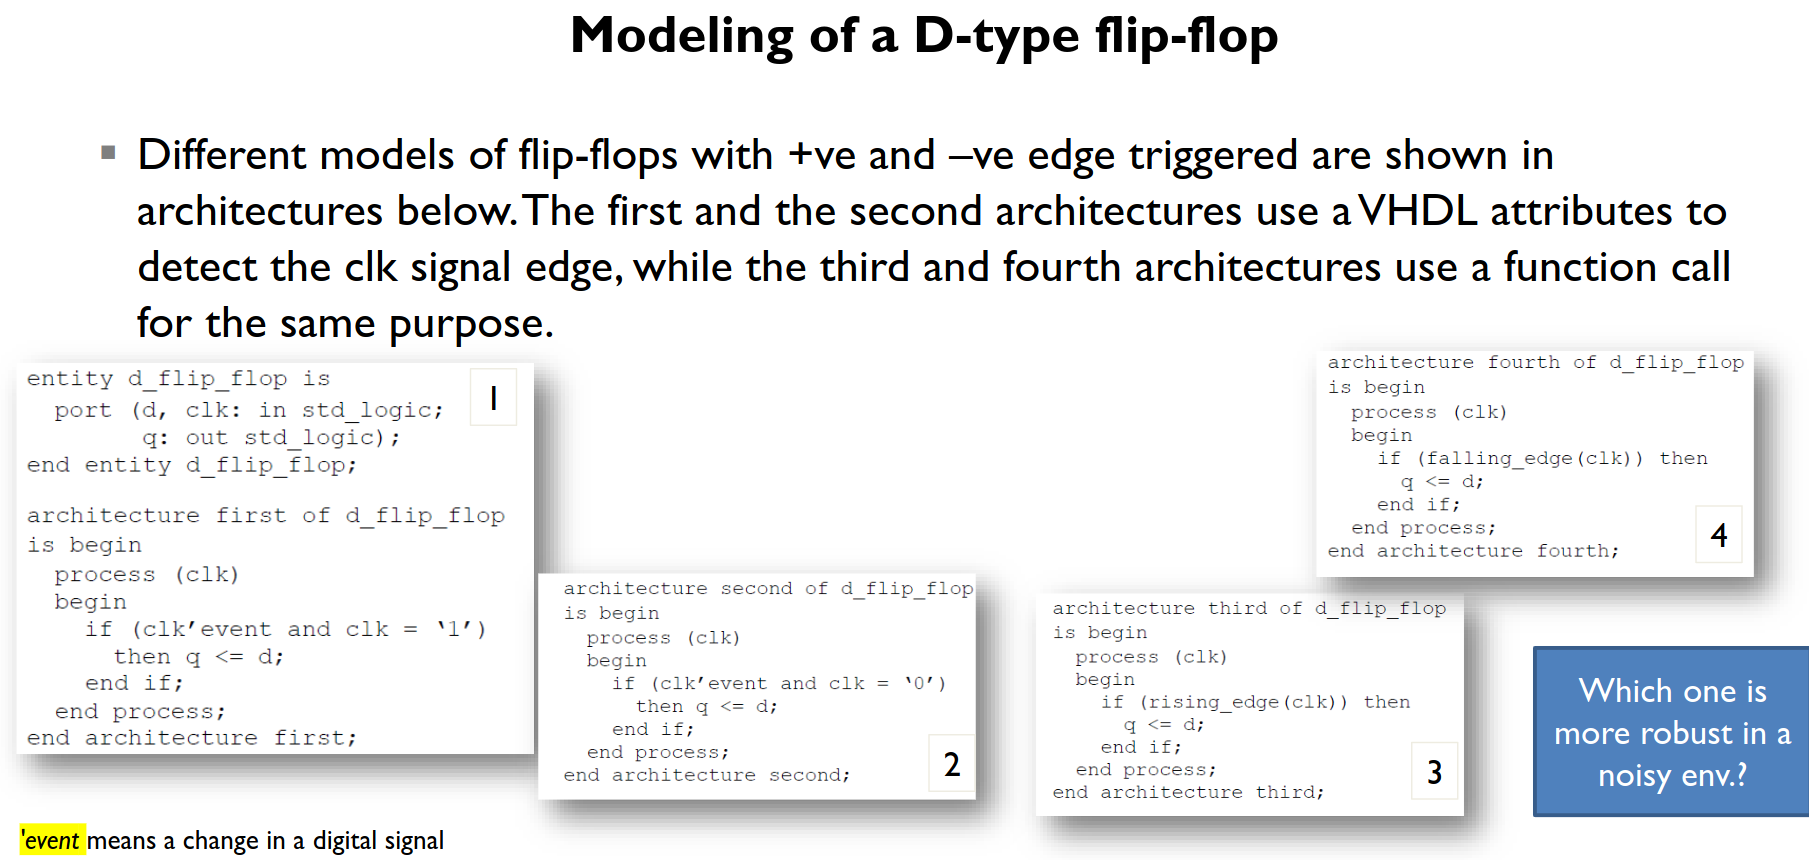 Modeling of a D-type flip-flop
▪ Different models of flip-flops with +ve and –ve edge triggered are shown in
architectures below. The first and the second architectures use a VHDL attributes to
detect the clk signal edge, while the third and fourth architectures use a function call
for the same purpose.
entity d_flip_flop is
port (d, clk: in std_logic;
q: out std_logic);
end entity d_flip_flop;
1
architecture first of d_flip_flop
is begin
process (clk)
begin
if (clk’event and clk = ‘1’)
then q <= d;
end if;
end process;
end architecture first;
architecture second of d_flip_flop
is begin
process (clk)
begin
if (clk’event and clk = ‘0’)
then q <= d;
end if;
end process;
end architecture second;
2
architecture third of d_flip_flop
is begin
process (clk)
begin
if (rising_edge(clk)) then
q <= d;
end if;
end process;
end architecture third;
3
architecture fourth of d_flip_flop
is begin
process (clk)
begin
if (falling_edge(clk)) then
q <= d;
end if;
end process;
end architecture fourth;
4
Which one is
more robust in a
noisy env.?
'event means a change in a digital signal